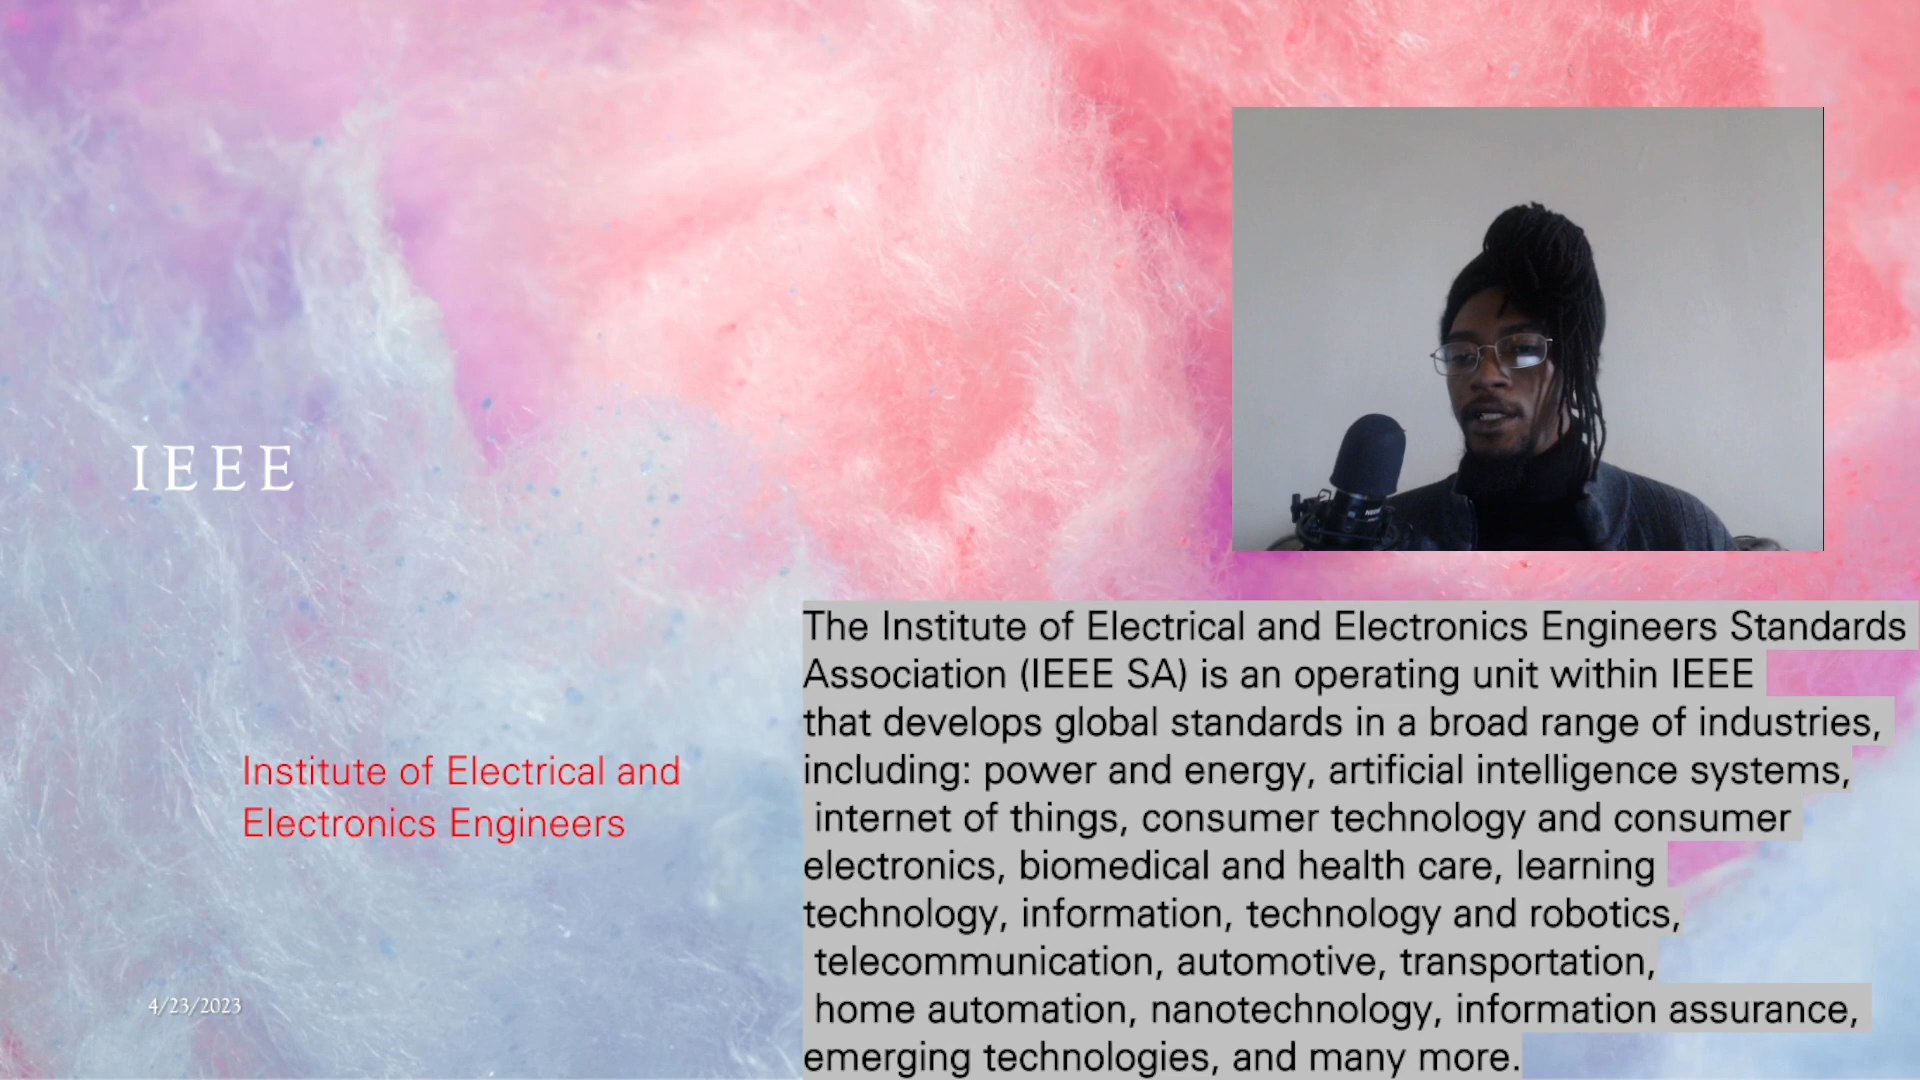 IEEE
Institute of Electrical and
Electronics Engineers
4/23/2023
The Institute of Electrical and Electronics Engineers Standards
Association (IEEE SA) is an operating unit within IEEE
that develops global standards in a broad range of industries,
including: power and energy, artificial intelligence systems,
internet of things, consumer technology and consumer
electronics, biomedical and health care, learning
technology, information, technology and robotics,
telecommunication, automotive, transportation,
home automation, nanotechnology, information assurance,
emerging technologies, and many more.